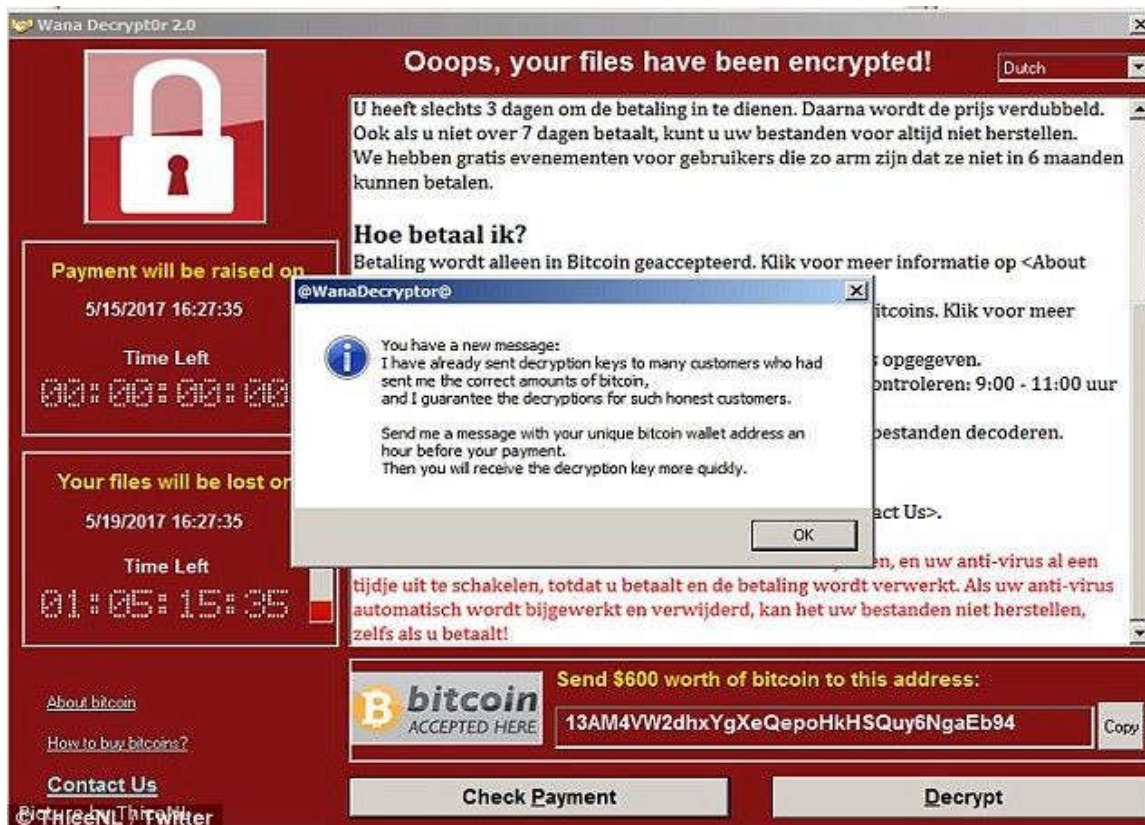 Wana Decrypt0r 2.0
Ooops, your files have been encrypted!
Dutch
U heeft slechts 3 dagen om de betaling in te dienen. Daarna wordt de prijs verdubbeld.
Ook als u niet over 7 dagen betaalt, kunt u uw bestanden voor altijd niet herstellen.
We hebben gratis evenementen voor gebruikers die zo arm zijn dat ze niet in 6 maanden
kunnen betalen.
Hoe betaal ik?
Betaling wordt alleen in Bitcoin geaccepteerd. Klik voor meer informatie op <About
itcoins. Klik voor meer
opgegeven.
ontroleren: 9:00 - 11:00 uur
bestanden decoderen.
act Us>.
en, en uw anti-virus al een
tijdje uit te schakelen, totdat u betaalt en de betaling wordt verwerkt. Als uw anti-virus
automatisch wordt bijgewerkt en verwijderd, kan het uw bestanden niet herstellen,
zelfs als u betaalt!
Payment will be raised on
5/15/2017 16:27:35
Time Left
00:00:00:00
Your files will be lost on
5/19/2017 16:27:35
Time Left
01:05:15:35
@WanaDecryptor@
You have a new message:
I have already sent decryption keys to many customers who had
sent me the correct amounts of bitcoin,
and I guarantee the decryptions for such honest customers.
Send me a message with your unique bitcoin wallet address an
hour before your payment.
Then you will receive the decryption key more quickly.
OK
About bitcoin
How to buy bitcoins?
Contact Us
bitcoin
ACCEPTED HERE
Send $600 worth of bitcoin to this address:
13AM4VW2dhxYgXeQepoHkHSQuy6NgaEb94
Copy
Check Payment
Decrypt
Picture by ThiceNL
© ThiceNL / Twitter